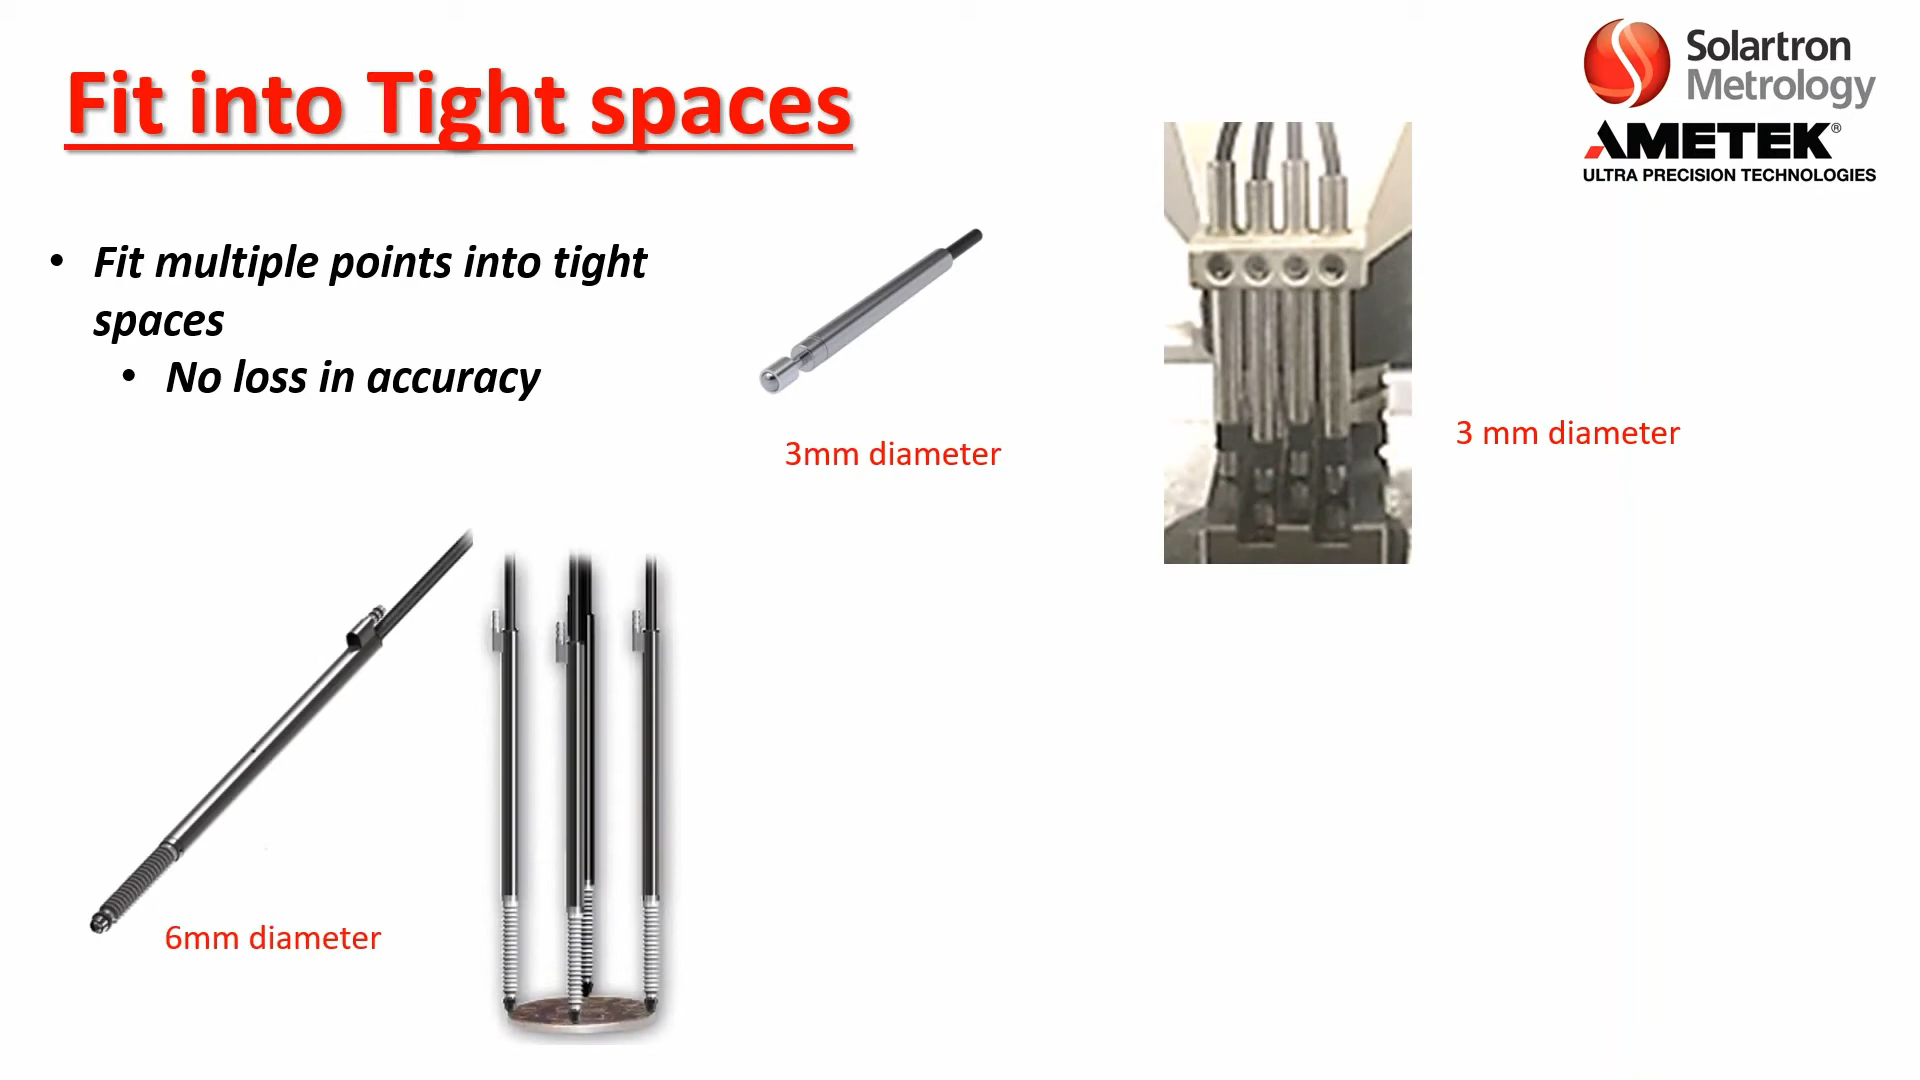 Fit into Tight spaces
Solartron
Metrology
AMETEK®
ULTRA PRECISION TECHNOLOGIES
• Fit multiple points into tight
spaces
• No loss in accuracy
3mm diameter
3 mm diameter
6mm diameter